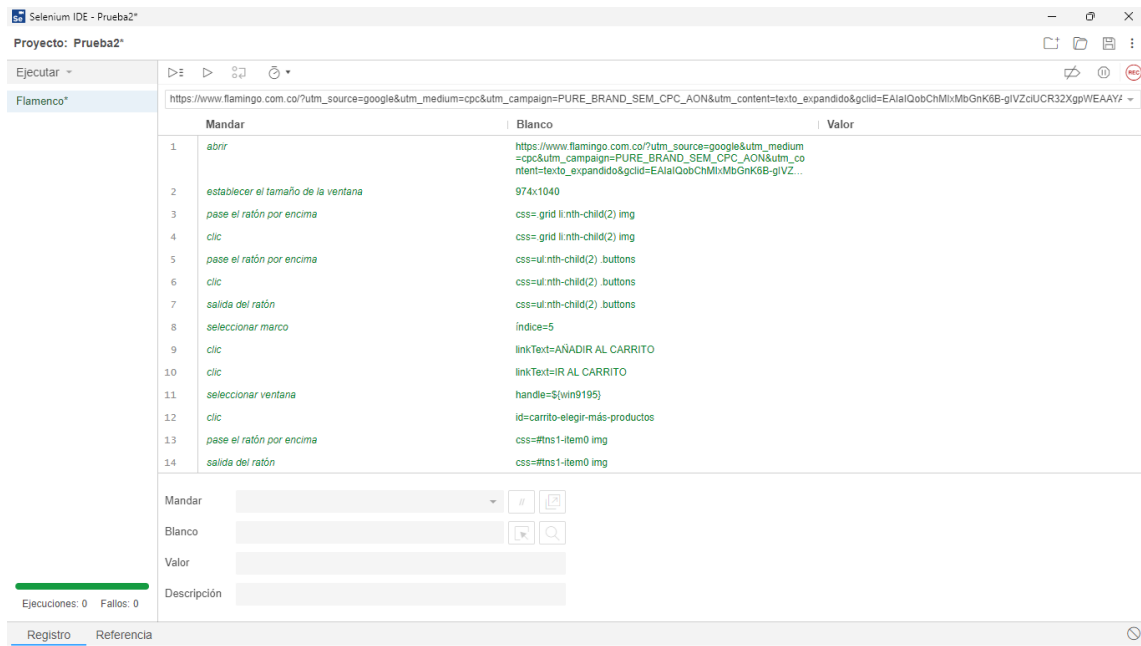 Selenium IDE - Prueba2*
Proyecto: Prueba2*
Ejecutar
REC
Flamenco*
https://www.flamingo.com.co/?utm_source=google&utm_medium=cpc&utm_campaign=PURE_BRAND_SEM_CPC_AON&utm_content=texto_expandido&gclid=EAIaIQobChMIxMbGnK6B-gIVZciUCR32XgpWEAAYA
Mandar Blanco Valor
1 abrir https://www.flamingo.com.co/?utm_source=google&utm_medium
=cpc&utm_campaign=PURE_BRAND_SEM_CPC_AON&utm_co
ntent=texto_expandido&gclid=EAIaIQobChMIxMbGnK6B-gIVZ...
2 establecer el tamaño de la ventana 974x1040
3 pase el ratón por encima css=.grid li:nth-child(2) img
4 clic css=.grid li:nth-child(2) img
5 pase el ratón por encima css=ul:nth-child(2) .buttons
6 clic css=ul:nth-child(2) .buttons
7 salida del ratón css=ul:nth-child(2) .buttons
8 seleccionar marco índice=5
9 clic linkText=AÑADIR AL CARRITO
10 clic linkText=IR AL CARRITO
11 seleccionar ventana handle=${win9195}
12 clic id=carrito-elegir-más-productos
13 pase el ratón por encima css=#tns1-item0 img
14 salida del ratón css=#tns1-item0 img
Mandar //
Blanco
Valor
Descripción
Ejecuciones: 0 Fallos: 0
Registro Referencia